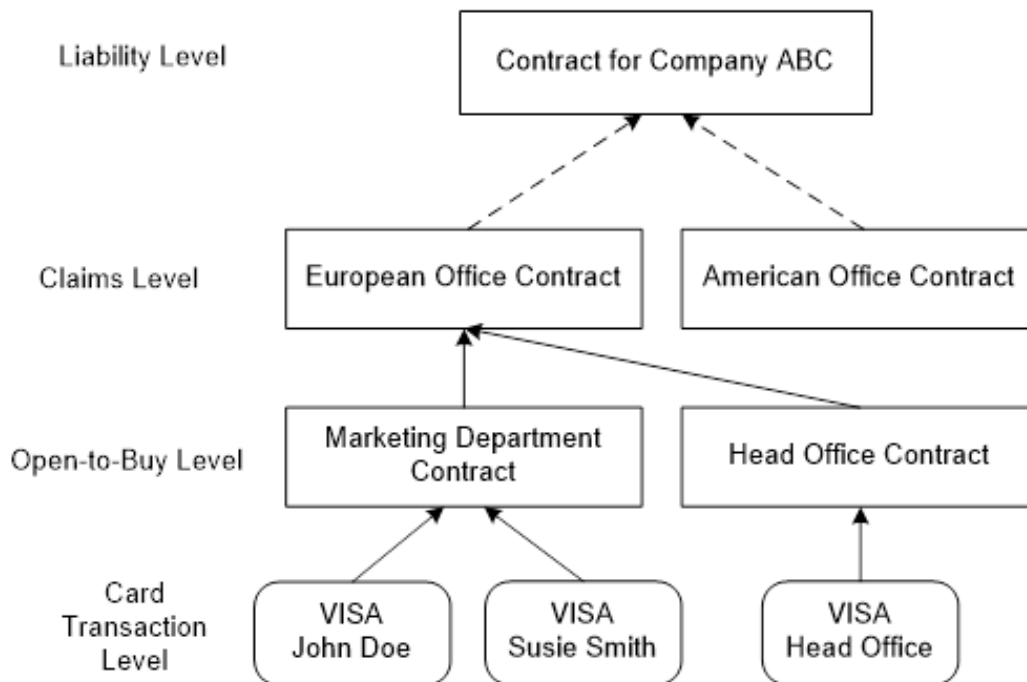 Liability Level
Contract for Company ABC
Claims Level
European Office Contract
American Office Contract
Open-to-Buy Level
Marketing Department
Contract
Head Office Contract
Card
Transaction
Level
VISA
John Doe
VISA
Susie Smith
VISA
Head Office